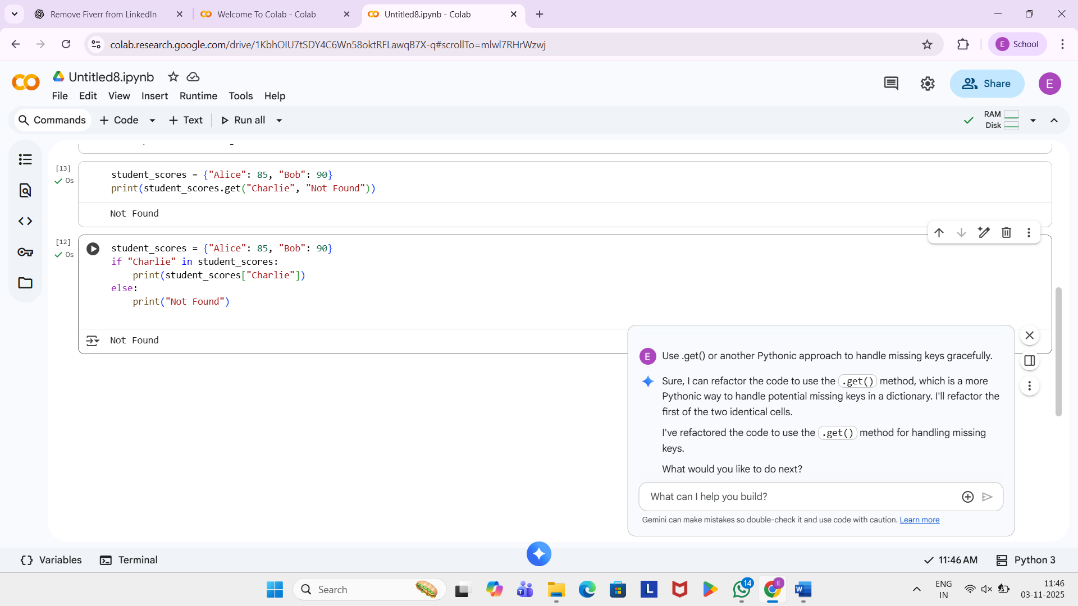 Remove Fiverr from LinkedIn
Welcome To Colab - Colab
Untitled8.ipynb - Colab
colab.research.google.com/drive/1KbhOIU7tSDY4C6Wn58oktRFLawqB7X-q#scrollTo=mlwl7RHrWzwj
E School
Untitled8.ipynb
File Edit View Insert Runtime Tools Help
Share
E
Commands + Code + Text Run all
RAM
Disk
[13]
0s
student_scores = {"Alice": 85, "Bob": 90}
print(student_scores.get("Charlie", "Not Found"))
Not Found
[12]
0s
student_scores = {"Alice": 85, "Bob": 90}
if "Charlie" in student_scores:
print(student_scores["Charlie"])
else:
print("Not Found")
Not Found
E Use .get() or another Pythonic approach to handle missing keys gracefully.
Sure, I can refactor the code to use the .get() method, which is a more
Pythonic way to handle potential missing keys in a dictionary. I'll refactor the
first of the two identical cells.
I've refactored the code to use the .get() method for handling missing
keys.
What would you like to do next?
What can I help you build?
Gemini can make mistakes so double-check it and use code with caution. Learn more
Variables Terminal
11:46 AM Python 3
Search
14
ENG
IN
11:46
03-11-2025